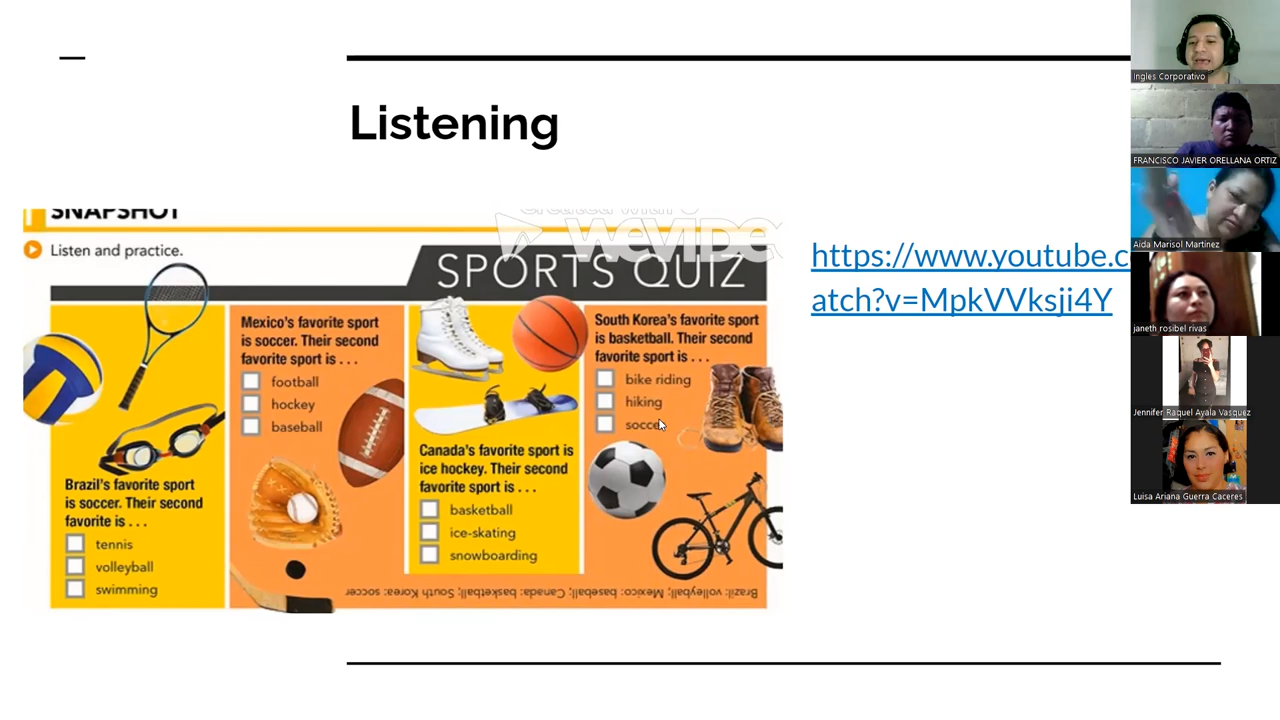 Listening
SNAPSHOT
Created with
WeVIDE
Listen and practice.
SPORTS QUIZ
Brazil's favorite sport
is soccer. Their second
favorite is . . .
tennis
volleyball
swimming
Mexico's favorite sport
is soccer. Their second
favorite sport is . . .
football
hockey
baseball
Canada's favorite sport is
ice hockey. Their second
favorite sport is . . .
basketball
ice-skating
snowboarding
South Korea's favorite sport
is basketball. Their second
favorite sport is . . .
bike riding
hiking
soccer
Brazil: volleyball; Mexico: baseball; Canada: basketball; South Korea: soccer
https://www.youtube.c
atch?v=MpkVVksji4Y
Ingles Corporativo
FRANCISCO JAVIER ORELLANA ORTIZ
Aida Marisol Martinez
janeth rosibel rivas
Jennifer Raquel Ayala Vasquez
Luisa Ariana Guerra Caceres